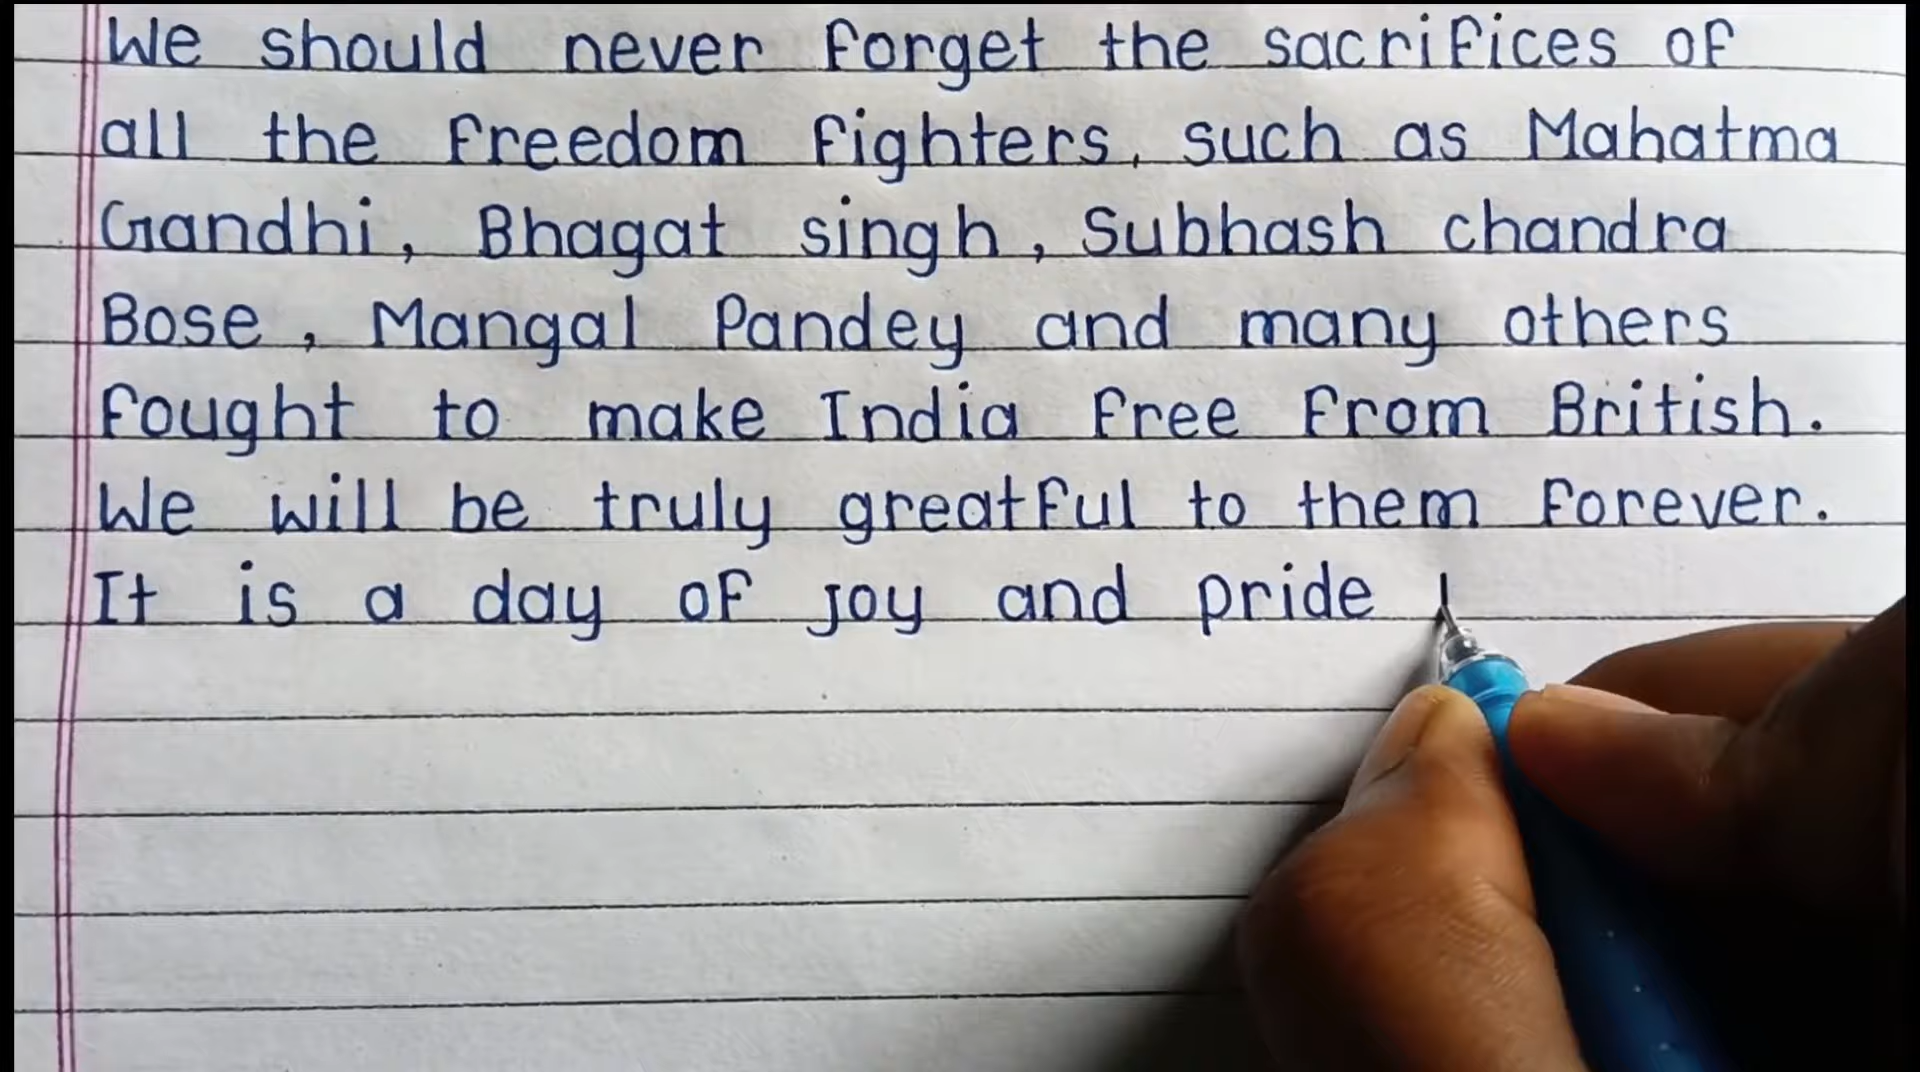 We should never forget the sacrifices of
all the freedom fighters, such as Mahatma
Gandhi, Bhagat singh, Subhash chandra
Bose, Mangal Pandey and many others
fought to make India free from British.
We will be truly greatful to them forever.
It is a day of joy and pride